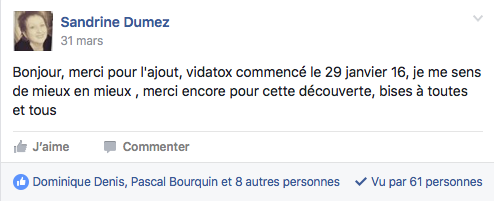 Sandrine Dumez
31 mars
Bonjour, merci pour l'ajout, vidatox commencé le 29 janvier 16, je me sens
de mieux en mieux , merci encore pour cette découverte, bises à toutes
et tous
J'aime Commenter
Dominique Denis, Pascal Bourquin et 8 autres personnes Vu par 61 personnes